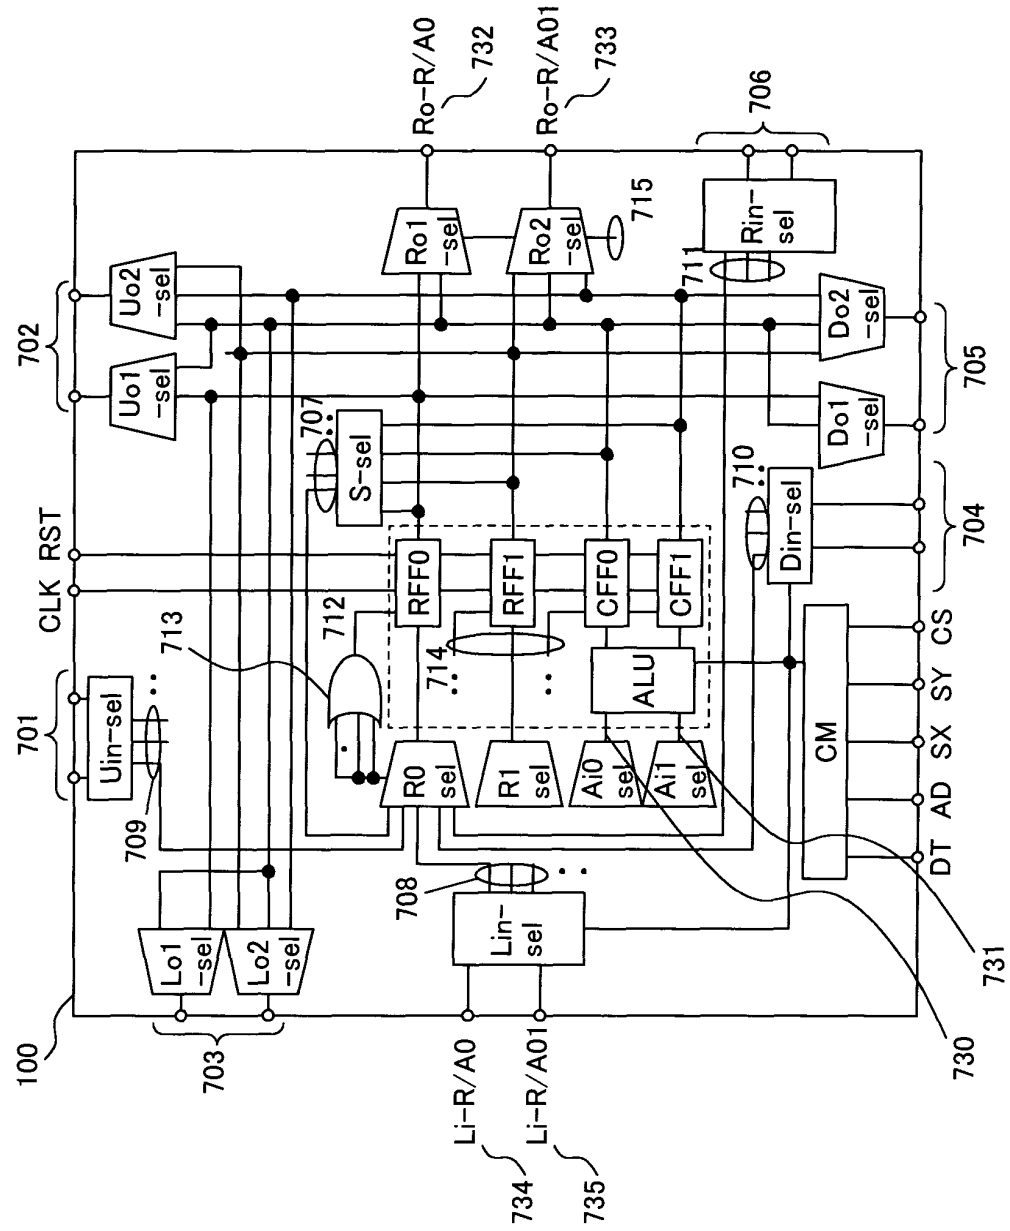 Ro-R/A0
732
Ro-R/A01
733
706
702
Uo2
-sel
Uo1
-sel
Ro1
-sel
Ro2
-sel
715
711
Rin-
sel
Do2
-sel
Do1
-sel
705
CLK RST
707
S-sel
710
Din-sel
704
701
Uin-sel
709
713
712
RFF0
RFF1
CFF0
CFF1
714
ALU
R0
sel
R1
sel
Ai0
sel
Ai1
sel
CM
CS
SY
SX
AD
DT
708
Lin-
sel
Lo1
-sel
Lo2
-sel
703
100
Li-R/A0
734
Li-R/A01
735
730
731